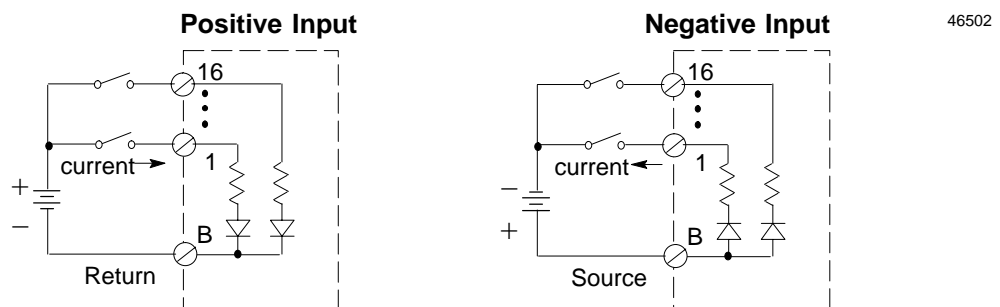 Positive Input
Negative Input
46502
16
1
current
+
−
B
Return
16
1
current
−
+
B
Source